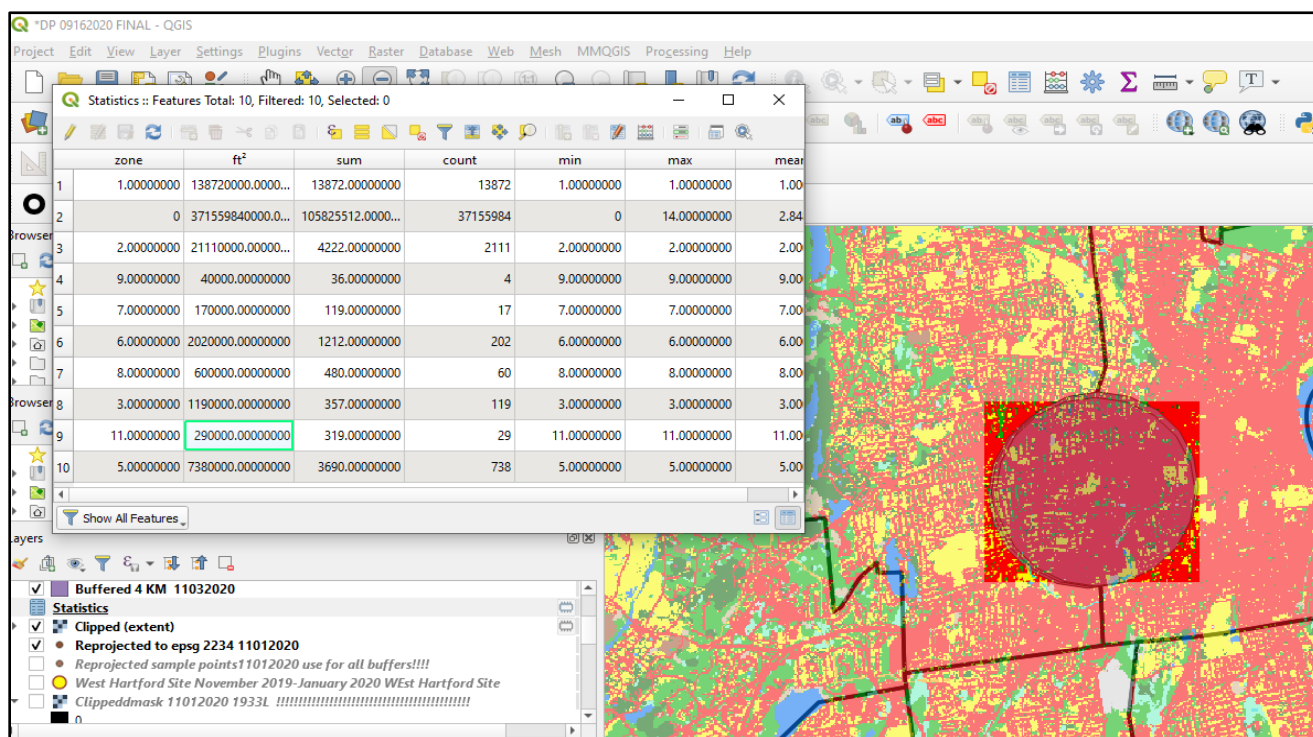 *DP 09162020 FINAL - QGIS
Project Edit View Layer Settings Plugins Vector Raster Database Web Mesh MMQGIS Processing Help
Statistics :: Features Total: 10, Filtered: 10, Selected: 0
zone ft² sum count min max mean
1 1.00000000 138720000.0000... 13872.00000000 13872 1.00000000 1.00000000 1.00
2 0 371559840000.0... 105825512.0000... 37155984 0 14.00000000 2.84
3 2.00000000 21110000.00000... 4222.00000000 2111 2.00000000 2.00000000 2.00
4 9.00000000 40000.00000000 36.00000000 4 9.00000000 9.00000000 9.00
5 7.00000000 170000.00000000 119.00000000 17 7.00000000 7.00000000 7.00
6 6.00000000 2020000.00000000 1212.00000000 202 6.00000000 6.00000000 6.00
7 8.00000000 600000.00000000 480.00000000 60 8.00000000 8.00000000 8.00
8 3.00000000 1190000.00000000 357.00000000 119 3.00000000 3.00000000 3.00
9 11.00000000 290000.00000000 319.00000000 29 11.00000000 11.00000000 11.00
10 5.00000000 7380000.00000000 3690.00000000 738 5.00000000 5.00000000 5.00
Show All Features
Browser
Browser
Layers
Buffered 4 KM 11032020
Statistics
Clipped (extent)
Reprojected to epsg 2234 11012020
Reprojected sample points11012020 use for all buffers!!!!
West Hartford Site November 2019-January 2020 WEst Hartford Site
0